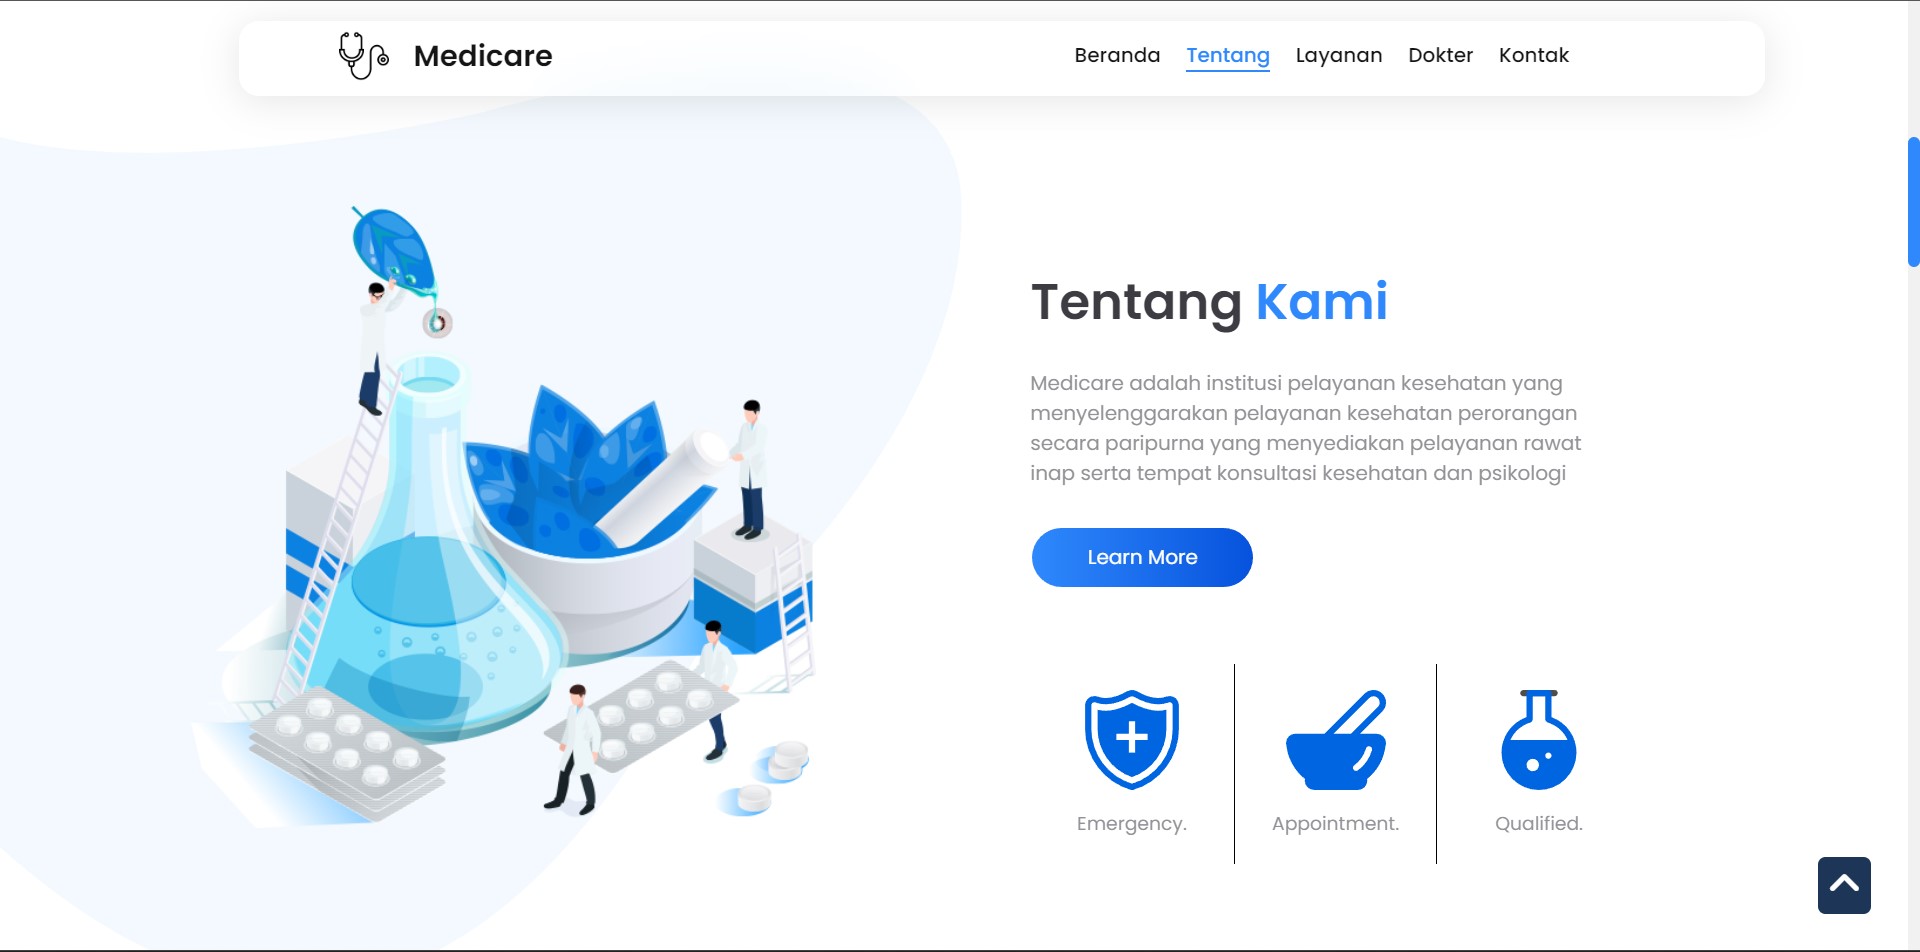 Medicare
Beranda Tentang Layanan Dokter Kontak
Tentang Kami
Medicare adalah institusi pelayanan kesehatan yang
menyelenggarakan pelayanan kesehatan perorangan
secara paripurna yang menyediakan pelayanan rawat
inap serta tempat konsultasi kesehatan dan psikologi
Learn More
Emergency.
Appointment.
Qualified.